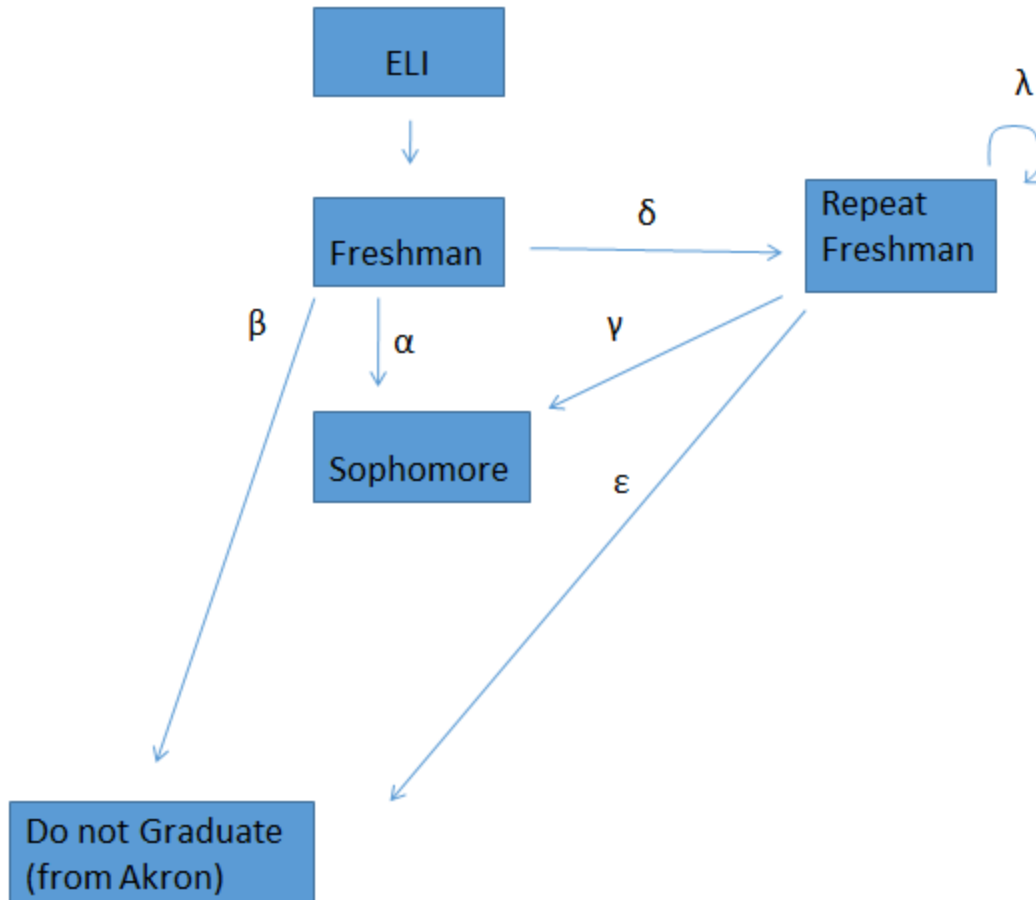 ELI
λ
Repeat
Freshman
δ
Freshman
β
α
γ
Sophomore
ε
Do not Graduate
(from Akron)